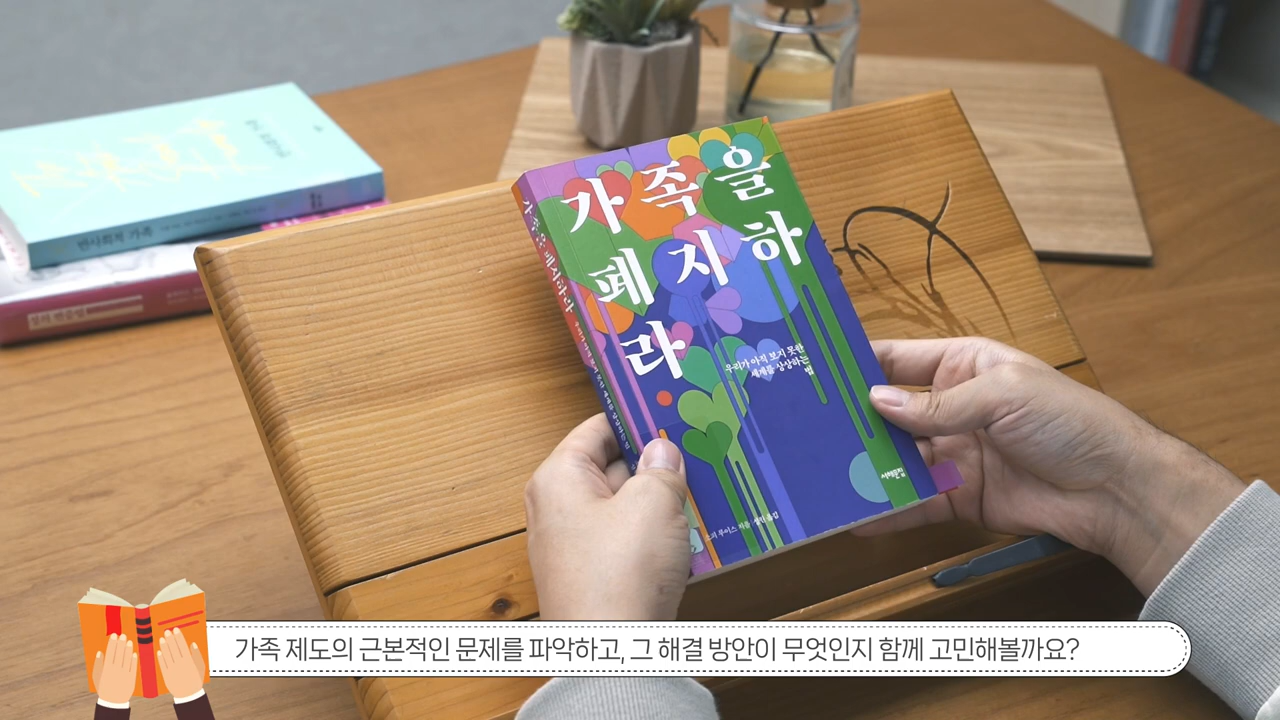 가족을
폐지하
라
우리가 아직 보지 못한
세계를 상상하는
법
서해문집
소피 루이스 지음 성원 옮김
가족을 폐지하라
반사회적 가족
가족 제도의 근본적인 문제를 파악하고, 그 해결 방안이 무엇인지 함께 고민해볼까요?